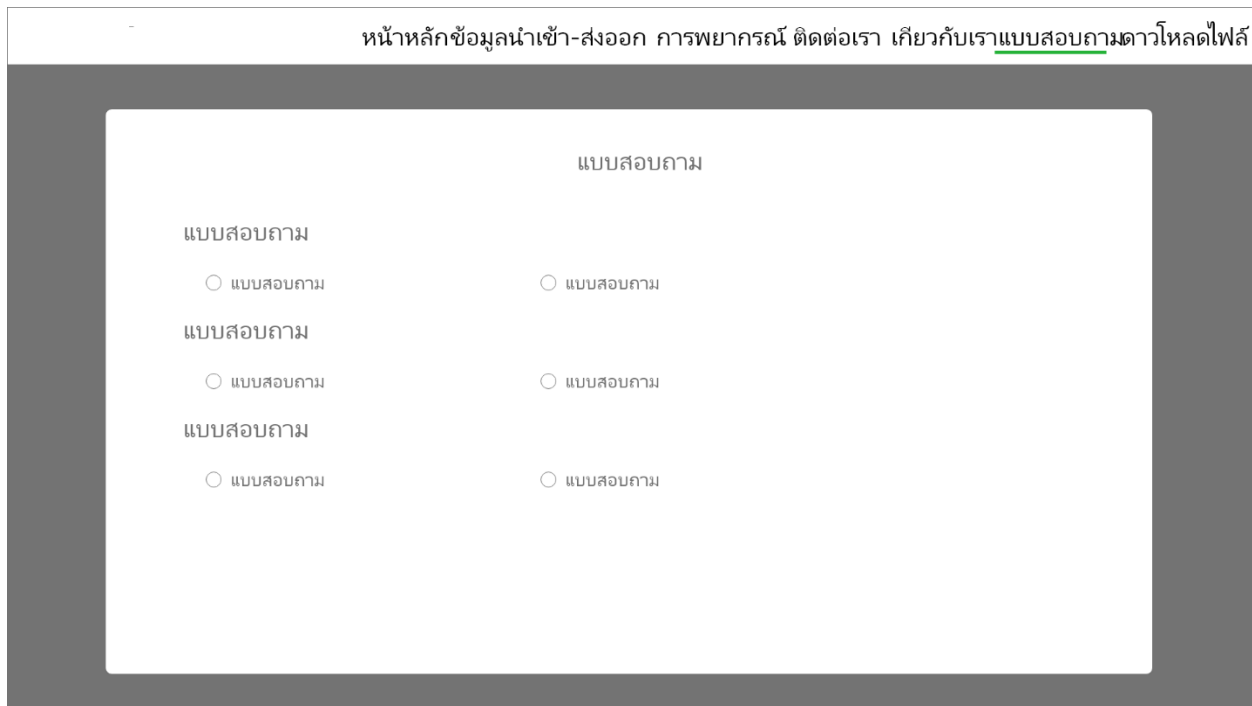 หน้าหลักข้อมูลนำเข้า-ส่งออก การพยากรณ์ ติดต่อเรา เกี่ยวกับเราแบบสอบถามดาวโหลดไฟล์
แบบสอบถาม
แบบสอบถาม
แบบสอบถาม แบบสอบถาม
แบบสอบถาม
แบบสอบถาม แบบสอบถาม
แบบสอบถาม
แบบสอบถาม แบบสอบถาม